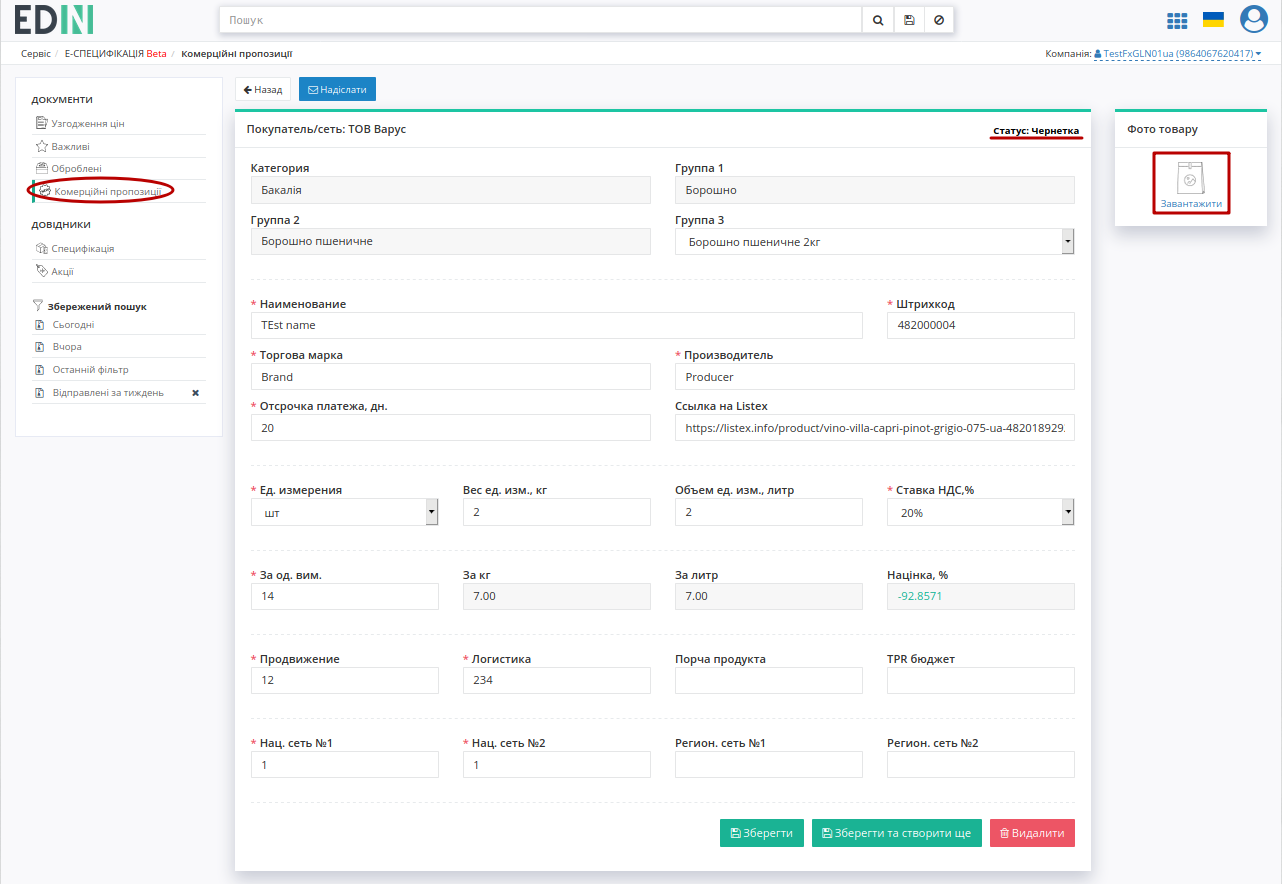 EDIN
Пошук
Сервіс / Е-СПЕЦИФІКАЦІЯ Beta / Комерційні пропозиції
Компанія: TestFxGLN01ua (9864067620417)
ДОКУМЕНТИ
Узгодження цін
Важливі
Оброблені
Комерційні пропозиції
ДОВІДНИКИ
Специфікація
Акції
Збережений пошук
Сьогодні
Вчора
Останній фільтр
Відправлені за тиждень
Назад
Надіслати
Покупатель/сеть: ТОВ Варус
Статус: Чернетка
Категория
Группа 1
Бакалія
Борошно
Группа 2
Группа 3
Борошно пшеничне
Борошно пшеничне 2кг
* Наименование
* Штрихкод
TEst name
482000004
* Торгова марка
* Производитель
Brand
Producer
* Отсрочка платежа, дн.
Ссылка на Listex
20
https://listex.info/product/vino-villa-capri-pinot-grigio-075-ua-482018929.
* Ед. измерения
Вес ед. изм., кг
Объем ед. изм., литр
* Ставка НДС,%
шт
2
2
20%
* За од. вим.
За кг
За литр
Націнка, %
14
7.00
7.00
-92.8571
* Продвижение
* Логистика
Порча продукта
TPR бюджет
12
234
* Нац. сеть №1
* Нац. сеть №2
Регион. сеть №1
Регион. сеть №2
1
1
Зберегти
Зберегти та створити ще
Видалити
Фото товару
Завантажити